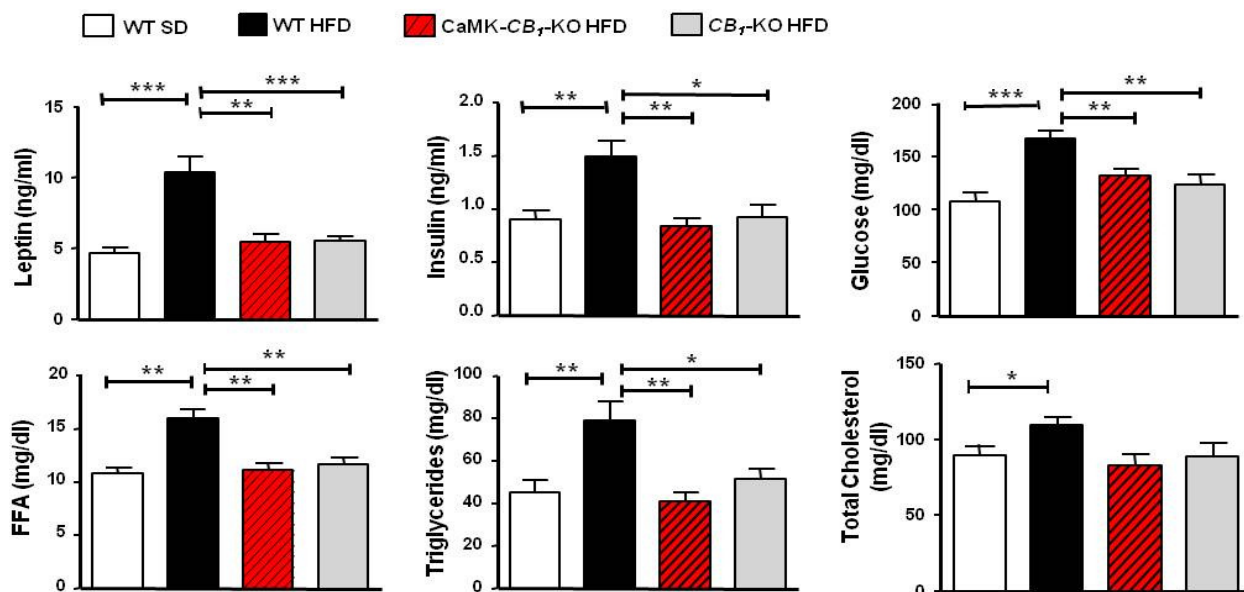 WT SD WT HFD CaMK-CB₁-KO HFD CB₁-KO HFD
*** *** **
15
10
5
0
Leptin (ng/ml)
** * **
2.0
1.5
1.0
0.5
0.0
Insulin (ng/ml)
*** ** **
200
150
100
50
0
Glucose (mg/dl)
** ** **
20
15
10
5
0
FFA (mg/dl)
** * **
100
80
60
40
20
0
Triglycerides (mg/dl)
*
150
100
50
0
Total Cholesterol
(mg/dl)